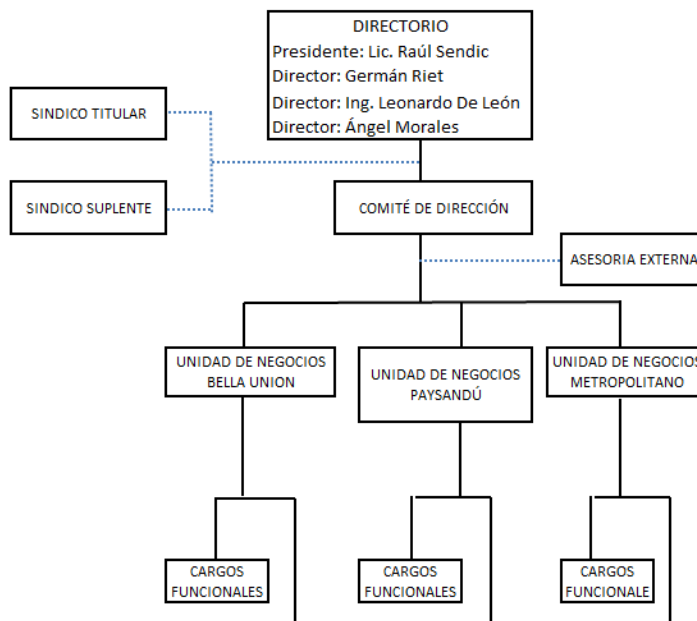 DIRECTORIO
Presidente: Lic. Raúl Sendic
Director: Germán Riet
Director: Ing. Leonardo De León
Director: Ángel Morales
SINDICO TITULAR
SINDICO SUPLENTE
COMITÉ DE DIRECCIÓN
ASESORIA EXTERNA
UNIDAD DE NEGOCIOS
BELLA UNION
UNIDAD DE NEGOCIOS
PAYSANDÚ
UNIDAD DE NEGOCIOS
METROPOLITANO
CARGOS
FUNCIONALES
CARGOS
FUNCIONALES
CARGOS
FUNCIONALE